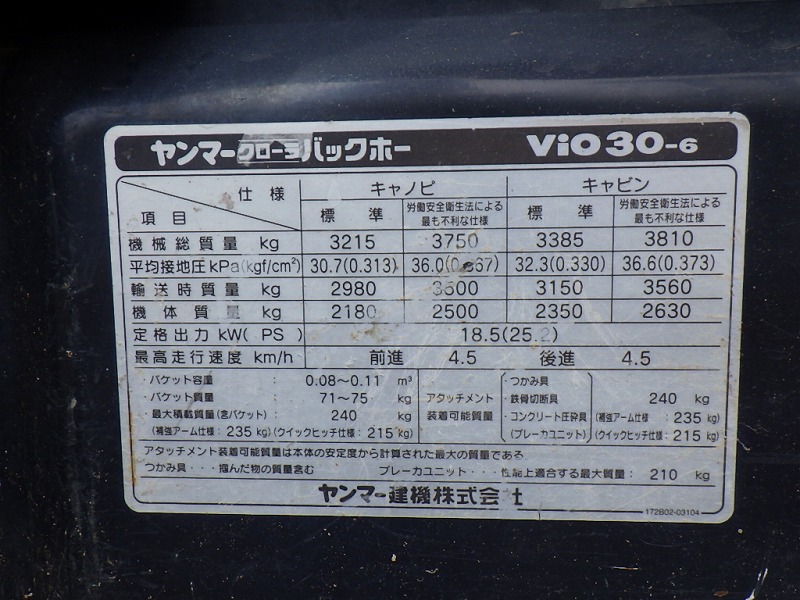 ヤンマークローラバックホー ViO30-6
仕様 キャノピ キャビン
項目 標準 労働安全衛生法による最も不利な仕様 標準 労働安全衛生法による最も不利な仕様
機械総質量 kg 3215 3750 3385 3810
平均接地圧kPa(kgf/cm²) 30.7(0.313) 36.0(0.367) 32.3(0.330) 36.6(0.373)
輸送時質量 kg 2980 3500 3150 3560
機体質量 kg 2180 2500 2350 2630
定格出力 kW( PS) 18.5(25.2)
最高走行速度 km/h 前進 4.5 後進 4.5
・バケット容量 : 0.08〜0.11 m³
・バケット質量 : 71〜75 kg
・最大積載質量(含バケット) : 240 kg
(補強アーム仕様 : 235 kg)(クイックヒッチ仕様 : 215 kg)
アタッチメント装着可能質量
・つかみ具
・鉄骨切断具 240 kg
・コンクリート圧砕具 (補強アーム仕様 : 235 kg)
(ブレーカユニット) (クイックヒッチ仕様 : 215 kg)
アタッチメント装着可能質量は本体の安定度から計算された最大の質量である
つかみ具・・・掴んだ物の質量含む ブレーカユニット・・・性能上適合する最大質量 : 210 kg
ヤンマー建機株式会社
172B02-03104